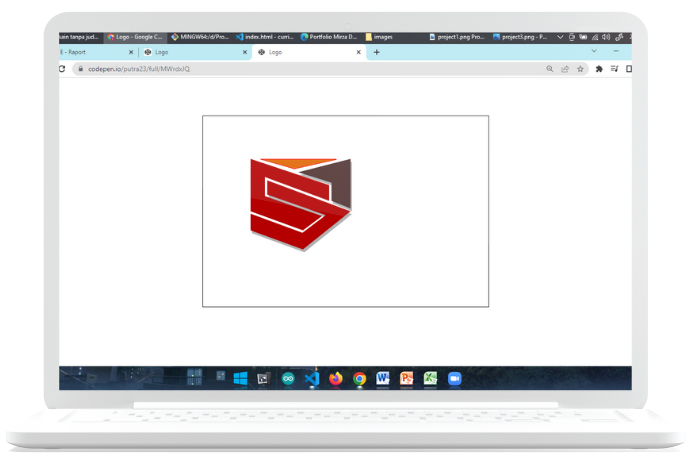 uain tanpa jud... Logo - Google C... MINGW64:/d/Pro... index.html - curri... Portfolio Mirza D... images project1.png Pro... project3.png - P...
E - Raport Logo Logo
codepen.io/putra23/full/MWrdxJQ